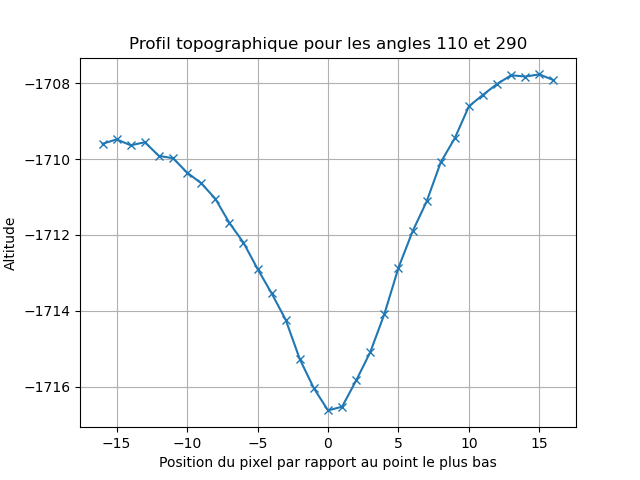 Profil topographique pour les angles 110 et 290
−1708
−1710
−1712
−1714
−1716
Altitude
−15 −10 −5 0 5 10 15
Position du pixel par rapport au point le plus bas